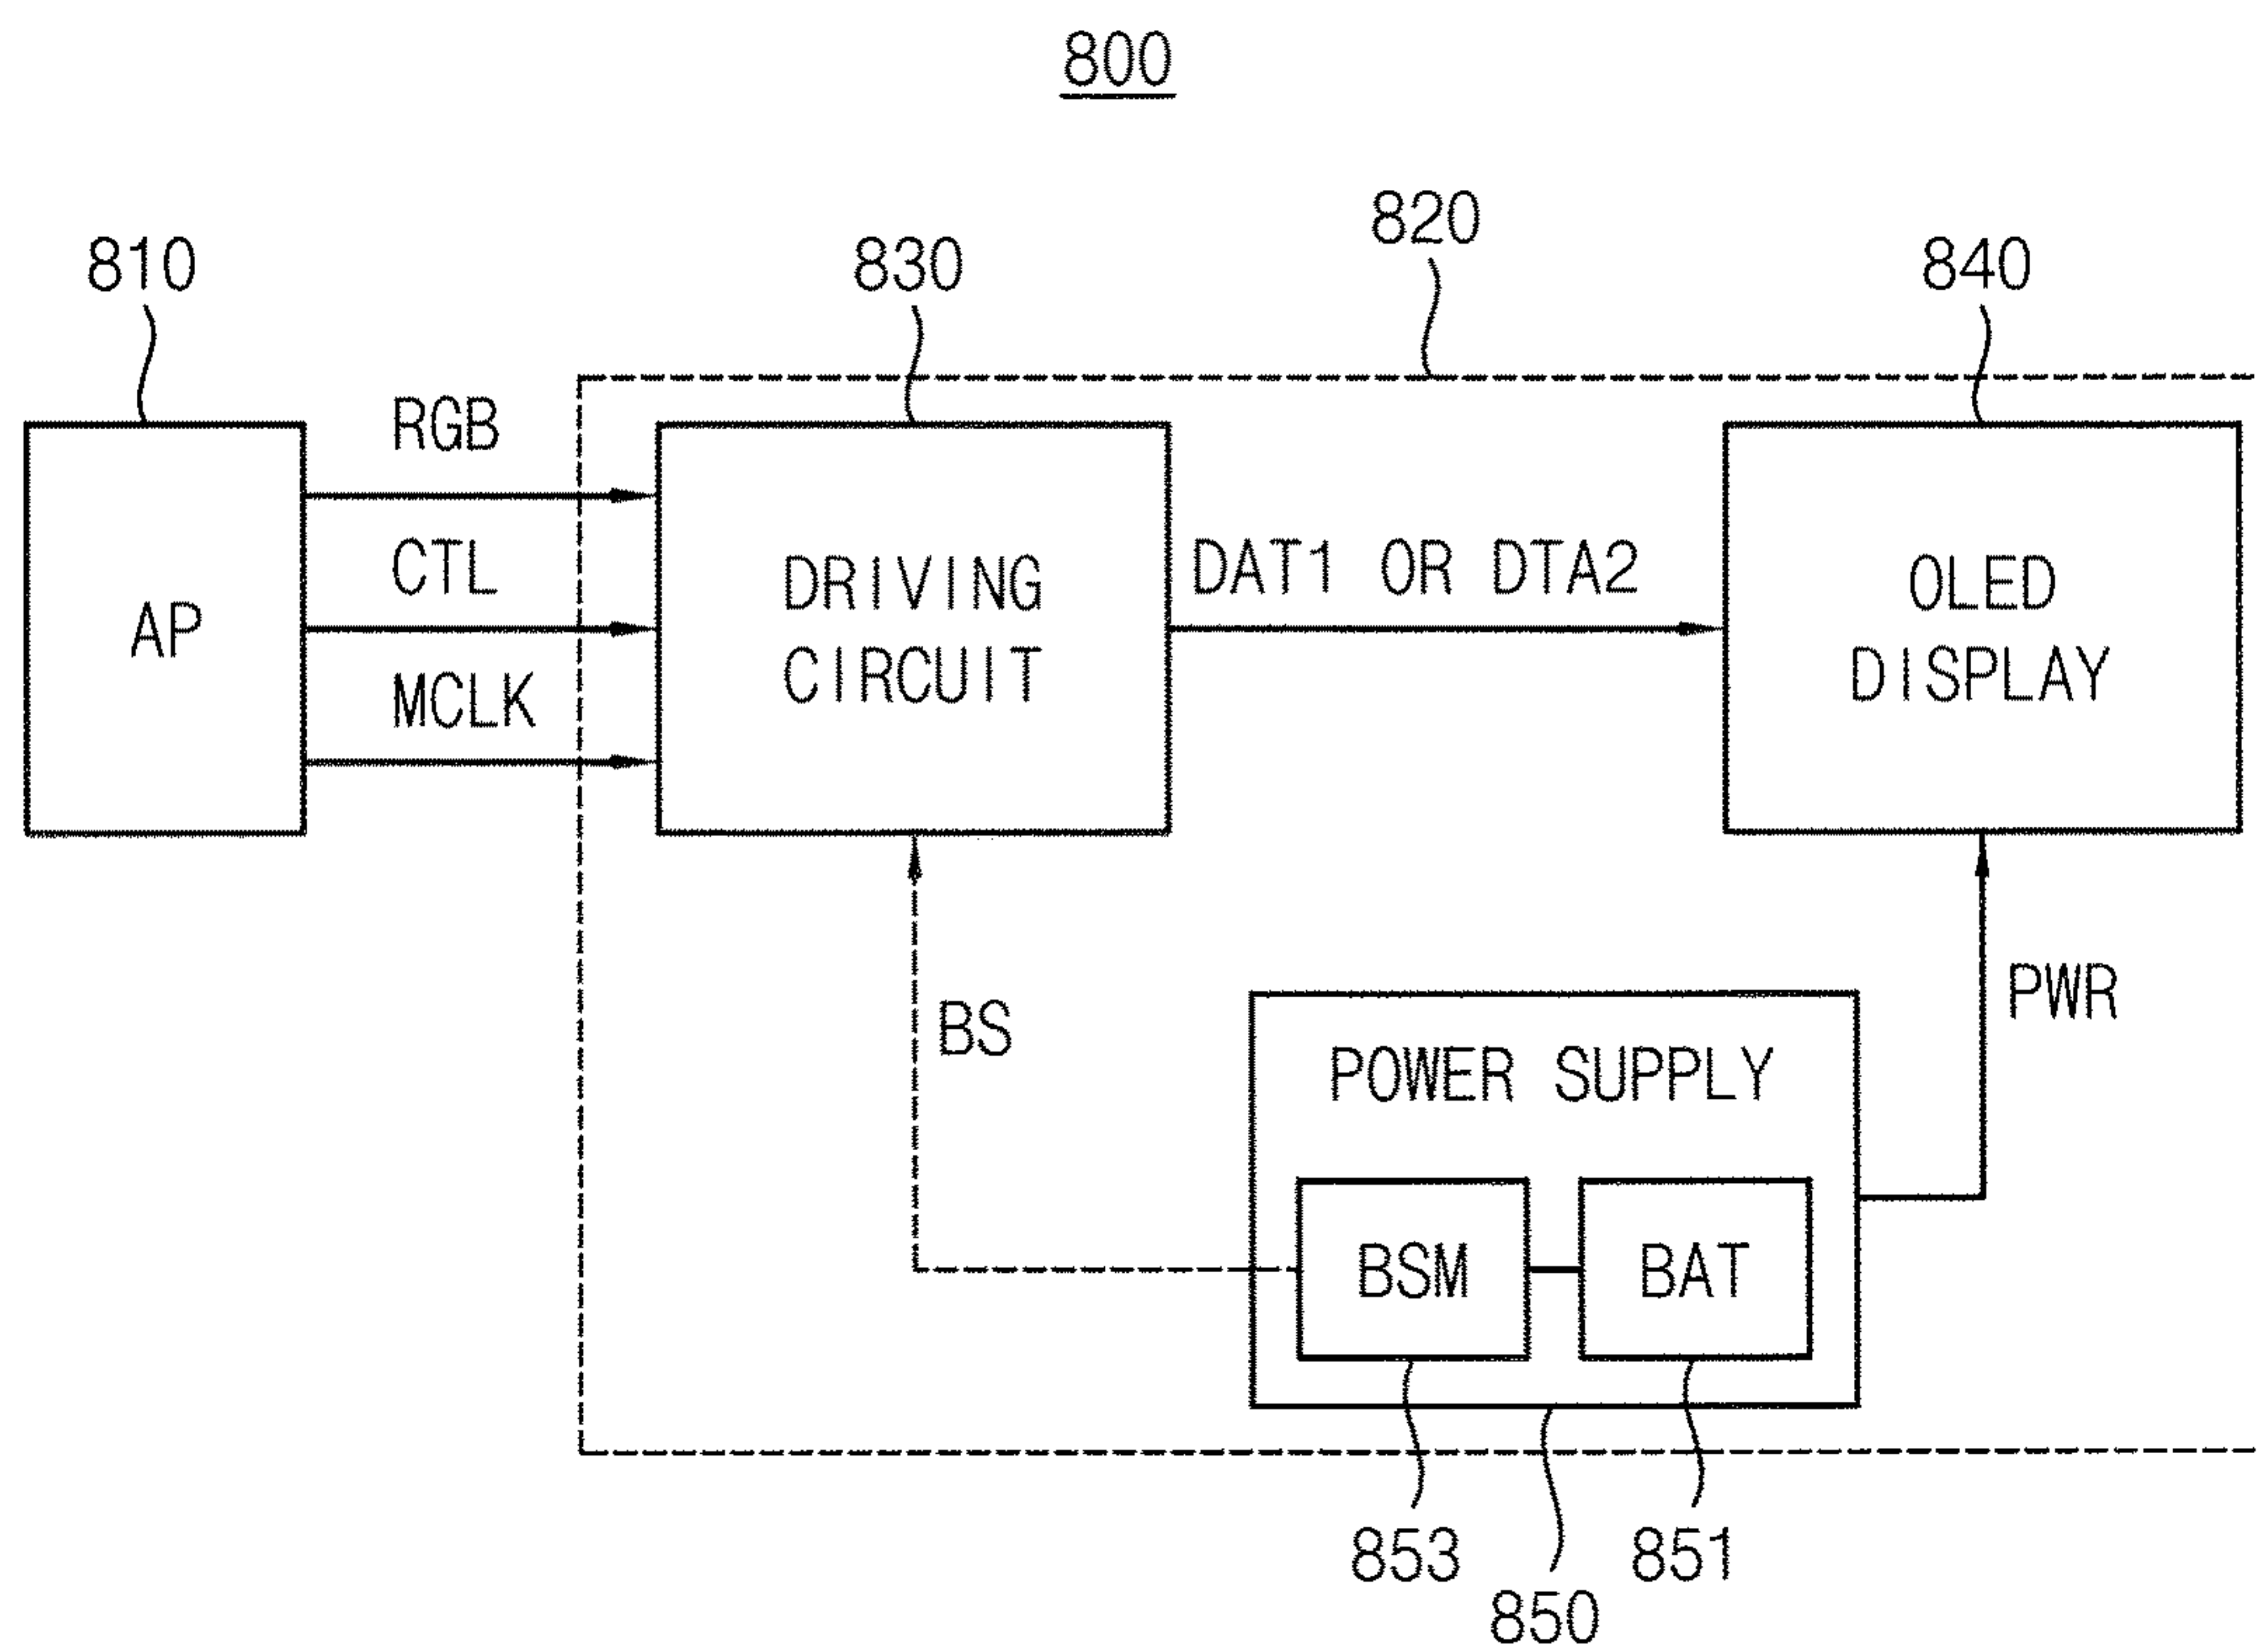 800
820
810
830
840
RGB
CTL
MCLK
AP
DRIVING
CIRCUIT
DAT1 OR DTA2
OLED
DISPLAY
BS
PWR
POWER SUPPLY
BSM
BAT
853
851
850